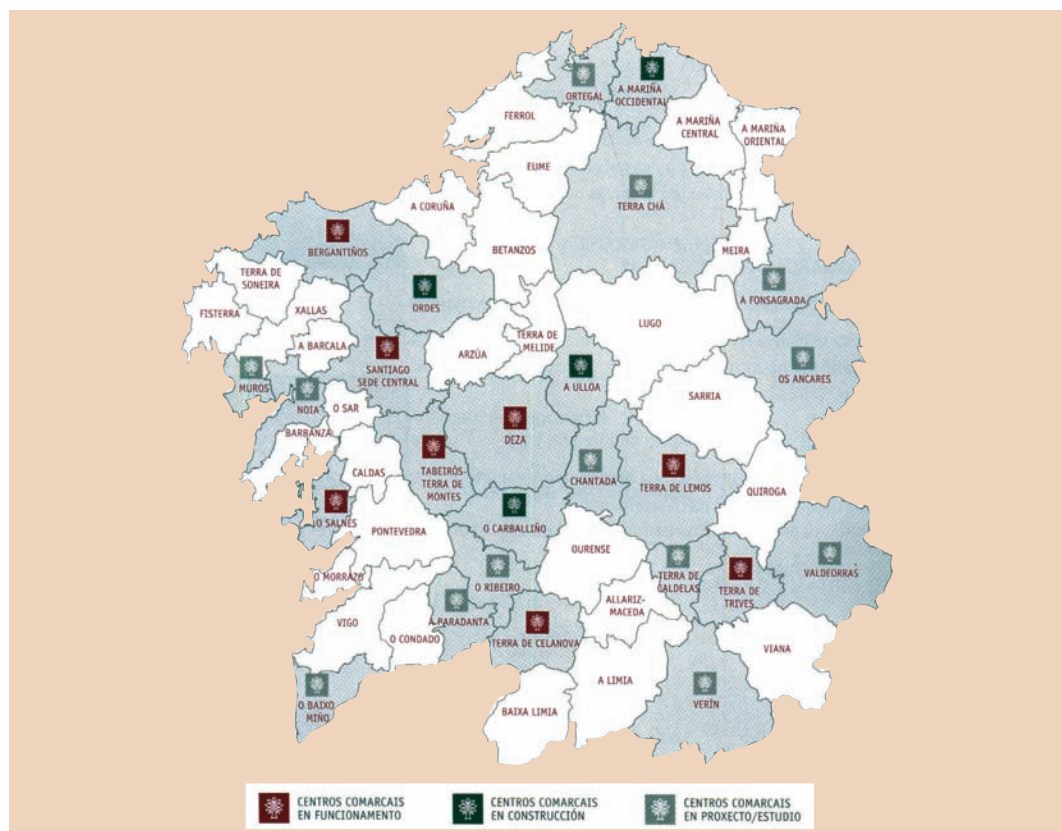 ORTEGAL
A MARIÑA
OCCIDENTAL
FERROL
A MARIÑA
CENTRAL
A MARIÑA
ORIENTAL
EUME
TERRA CHÁ
A CORUÑA
BERGANTIÑOS
BETANZOS
MEIRA
TERRA DE
SONEIRA
A FONSAGRADA
ORDES
XALLAS
FISTERRA
LUGO
TERRA DE
MELIDE
A BARCALA
ARZÚA
SANTIAGO
SEDE CENTRAL
OS ANCARES
MUROS
A ULLOA
SARRIA
NOIA
O SAR
BARBANZA
DEZA
CALDAS
TABEIRÓS-
TERRA DE
MONTES
CHANTADA
TERRA DE LEMOS
QUIROGA
O SALNÉS
PONTEVEDRA
O CARBALLIÑO
OURENSE
O MORRAZO
O RIBEIRO
TERRA DE
CALDELAS
TERRA DE
TRIVES
VALDEORRAS
ALLARIZ-
MACEDA
VIGO
A PARADANTA
O CONDADO
TERRA DE CELANOVA
VIANA
A LIMIA
O BAIXO
MIÑO
BAIXA LIMIA
VERÍN
CENTROS COMARCAIS
EN FUNCIONAMENTO
CENTROS COMARCAIS
EN CONSTRUCCIÓN
CENTROS COMARCAIS
EN PROXECTO/ESTUDIO